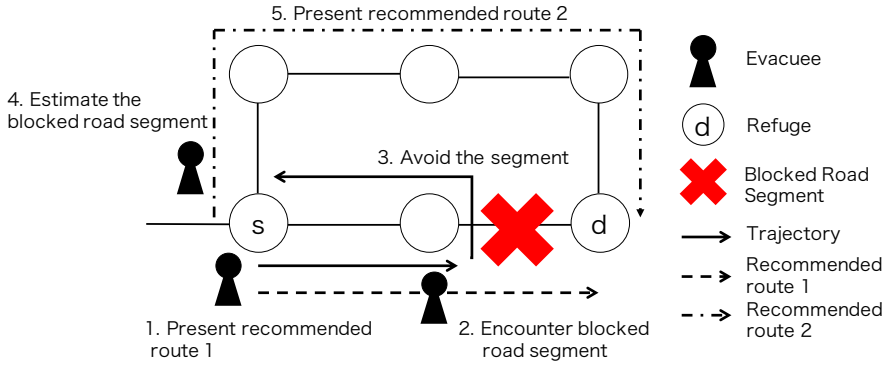 5. Present recommended route 2
4. Estimate the
blocked road segment
3. Avoid the segment
s
d
1. Present recommended
route 1
2. Encounter blocked
road segment
Evacuee
d
Refuge
Blocked Road
Segment
Trajectory
Recommended
route 1
Recommended
route 2